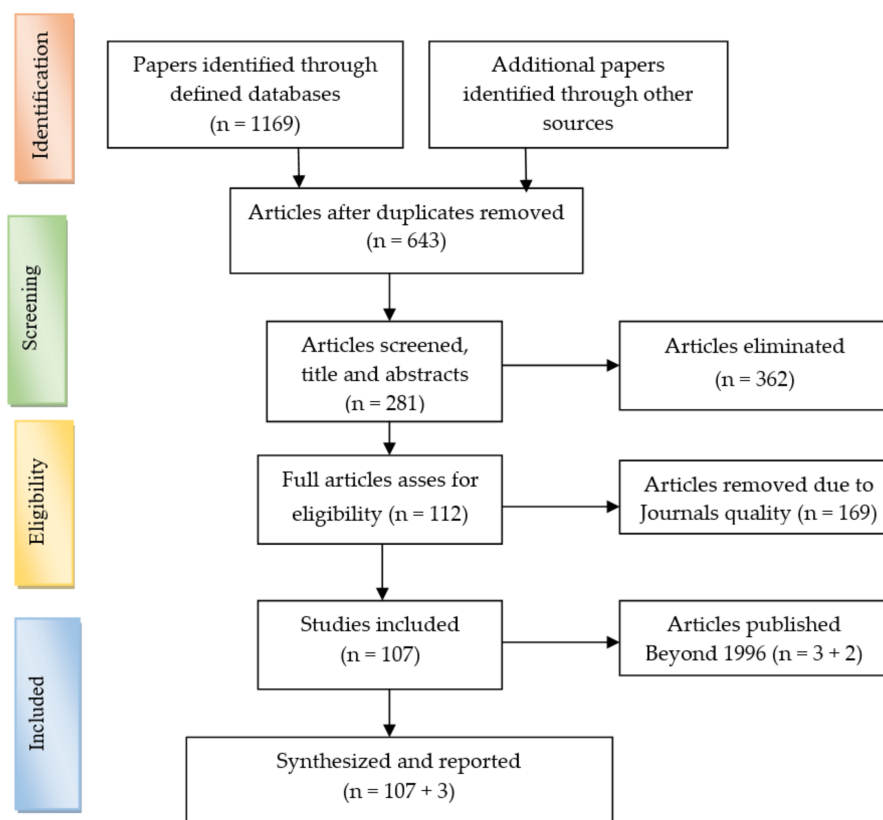 Identification
Papers identified through
defined databases
(n = 1169)
Additional papers
identified through other
sources
Articles after duplicates removed
(n = 643)
Screening
Articles screened,
title and abstracts
(n = 281)
Articles eliminated
(n = 362)
Eligibility
Full articles asses for
eligibility (n = 112)
Articles removed due to
Journals quality (n = 169)
Included
Studies included
(n = 107)
Articles published
Beyond 1996 (n = 3 + 2)
Synthesized and reported
(n = 107 + 3)